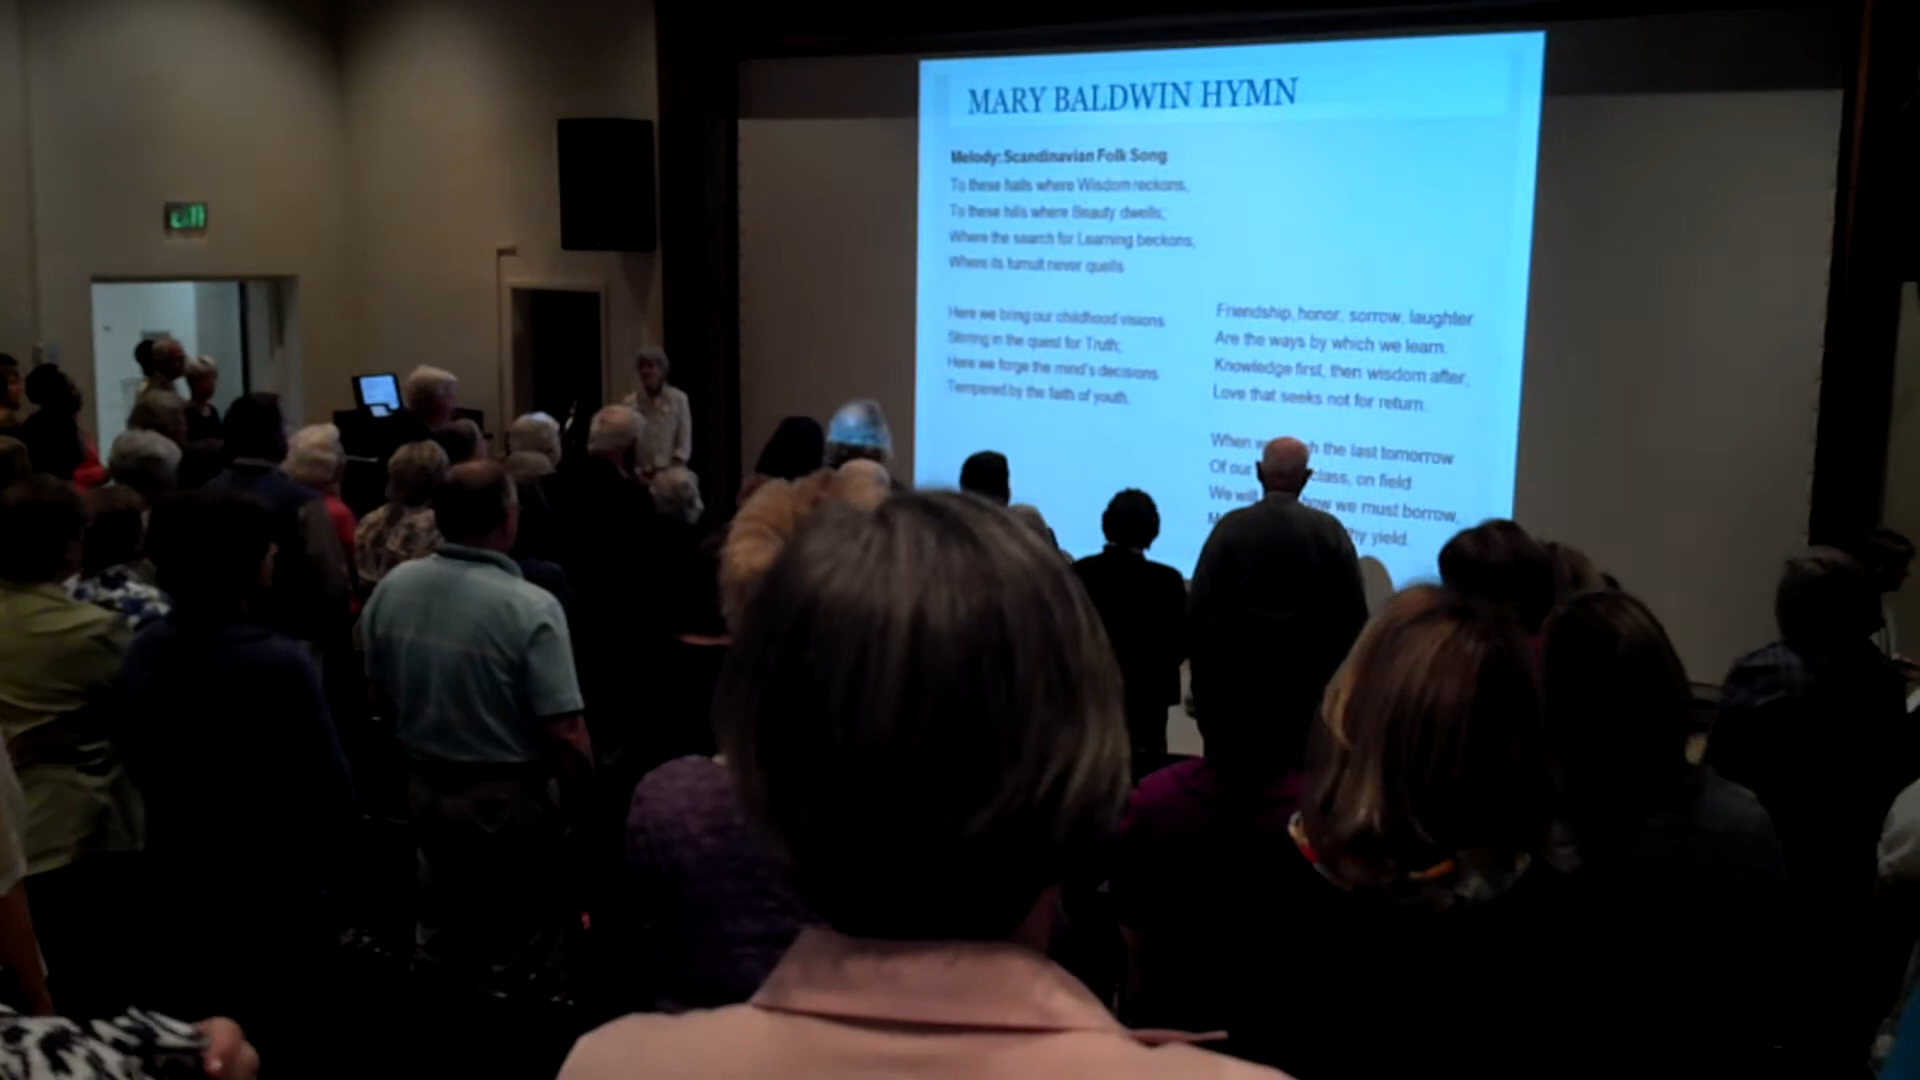 MARY BALDWIN HYMN
Melody: Scandinavian Folk Song
To these halls where Wisdom reckons,
To these hills where Beauty dwells;
Where the search for Learning beckons,
Where its tumult never quells
Here we bring our childhood visions
Stirring in the quest for Truth;
Here we forge the mind's decisions
Tempered by the faith of youth.
Friendship, honor, sorrow, laughter
Are the ways by which we learn.
Knowledge first, then wisdom after,
Love that seeks not for return.
When the last tomorrow
Of our class, on field
We will how we must borrow,
thy yield.